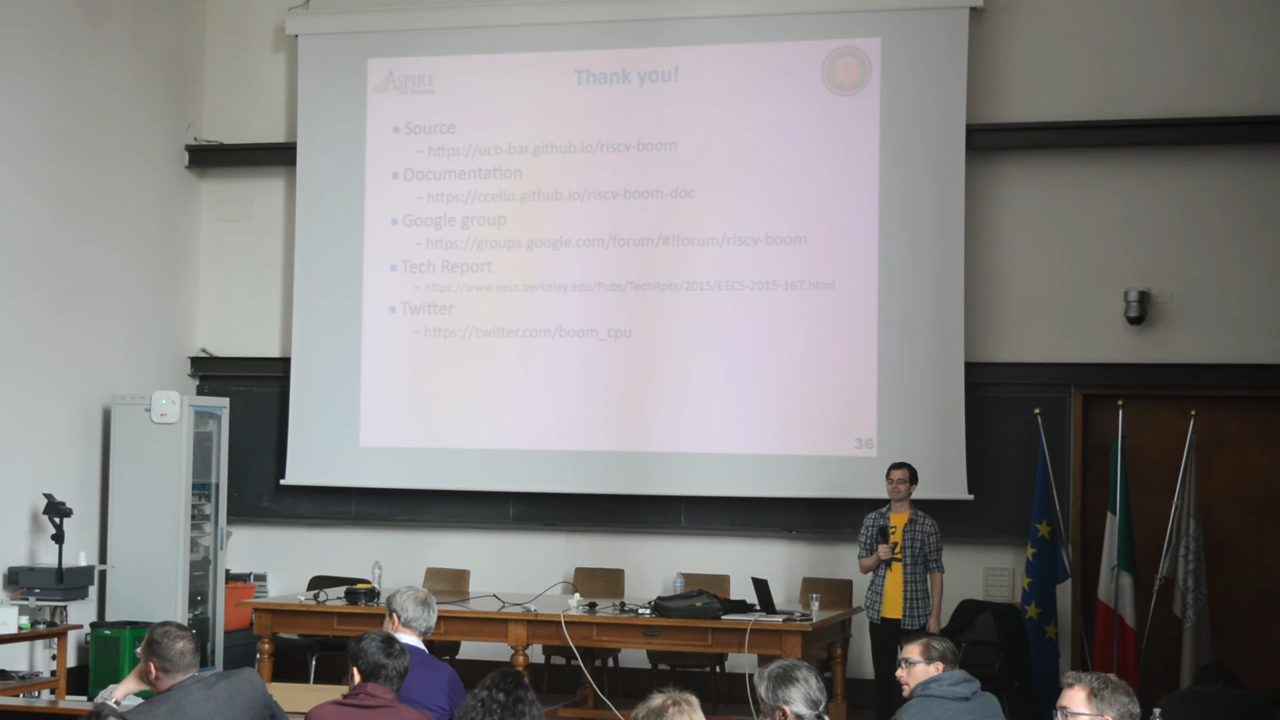 ASPIRE
Thank you!
▪ Source
– https://ucb-bar.github.io/riscv-boom
▪ Documentation
– https://ccelio.github.io/riscv-boom-doc
▪ Google group
– https://groups.google.com/forum/#!forum/riscv-boom
▪ Tech Report
– https://www.eecs.berkeley.edu/Pubs/TechRpts/2015/EECS-2015-167.html
▪ Twitter
– https://twitter.com/boom_cpu
36